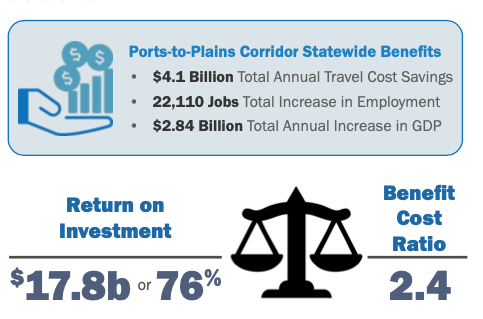 Ports-to-Plains Corridor Statewide Benefits
• $4.1 Billion Total Annual Travel Cost Savings
• 22,110 Jobs Total Increase in Employment
• $2.84 Billion Total Annual Increase in GDP
Return on
Investment
$17.8b or 76%
Benefit
Cost
Ratio
2.4